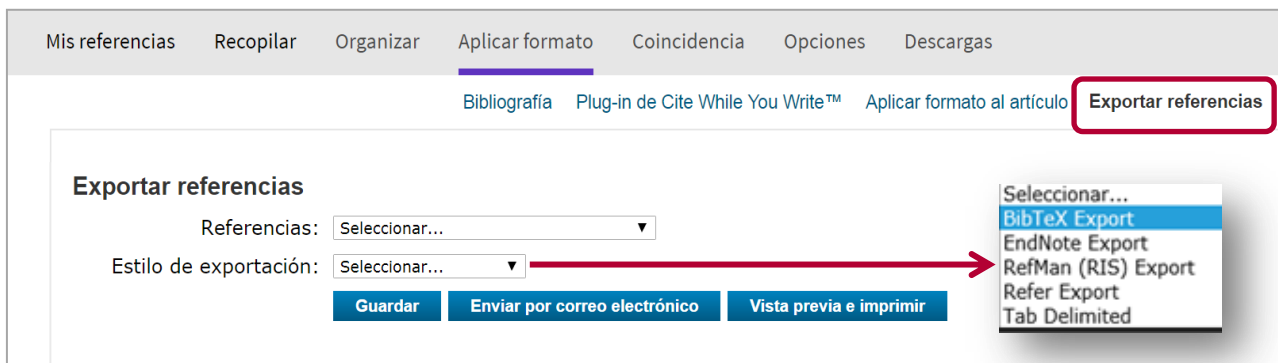 Mis referencias Recopilar Organizar Aplicar formato Coincidencia Opciones Descargas
Bibliografía Plug-in de Cite While You Write™ Aplicar formato al artículo Exportar referencias
Exportar referencias
Referencias: Seleccionar...
Estilo de exportación: Seleccionar...
Guardar Enviar por correo electrónico Vista previa e imprimir
Seleccionar...
BibTeX Export
EndNote Export
RefMan (RIS) Export
Refer Export
Tab Delimited